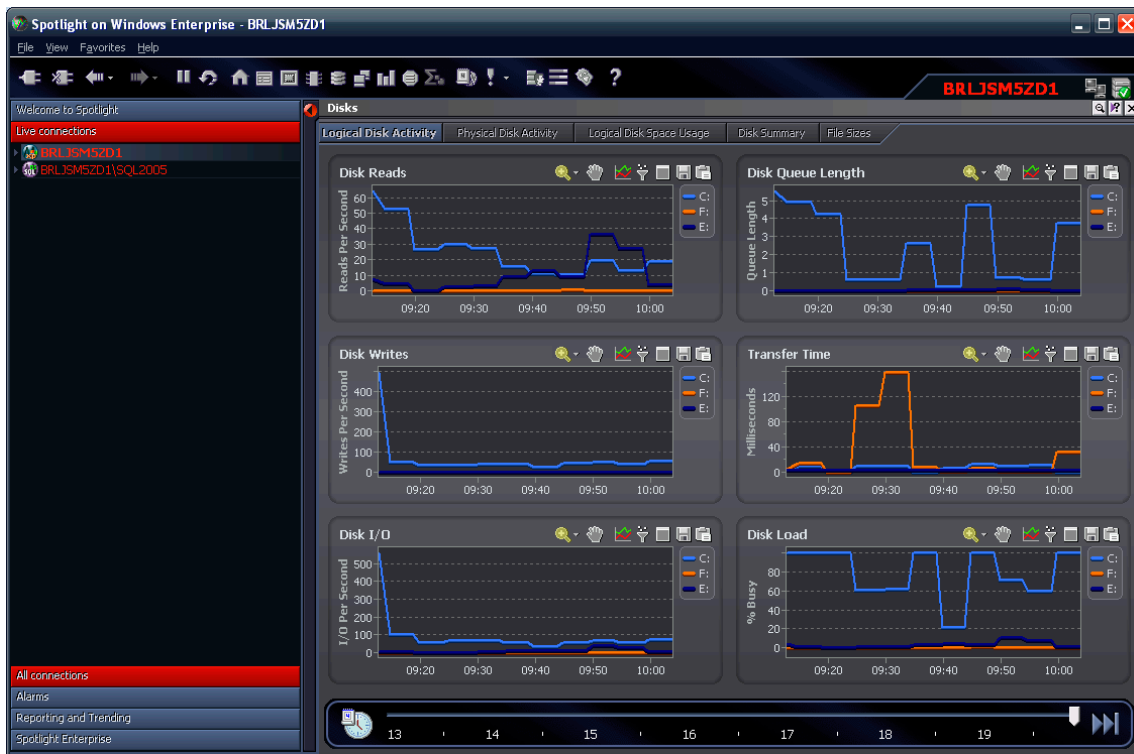 Spotlight on Windows Enterprise - BRLJSM5ZD1
File View Favorites Help
BRLJSM5ZD1
Welcome to Spotlight
Live connections
BRLJSM5ZD1
BRLJSM5ZD1\SQL2005
All connections
Alarms
Reporting and Trending
Spotlight Enterprise
Disks
Logical Disk Activity Physical Disk Activity Logical Disk Space Usage Disk Summary File Sizes
Disk Reads
Reads Per Second
60
50
40
30
20
10
0
09:20 09:30 09:40 09:50 10:00
C:
F:
E:
Disk Queue Length
Queue Length
5
4
3
2
1
0
09:20 09:30 09:40 09:50 10:00
C:
F:
E:
Disk Writes
Writes Per Second
400
300
200
100
0
09:20 09:30 09:40 09:50 10:00
C:
F:
E:
Transfer Time
Milliseconds
120
80
40
0
09:20 09:30 09:40 09:50 10:00
C:
F:
E:
Disk I/O
I/O Per Second
500
400
300
200
100
0
09:20 09:30 09:40 09:50 10:00
C:
F:
E:
Disk Load
% Busy
80
60
40
20
0
09:20 09:30 09:40 09:50 10:00
C:
F:
E:
13 14 15 16 17 18 19